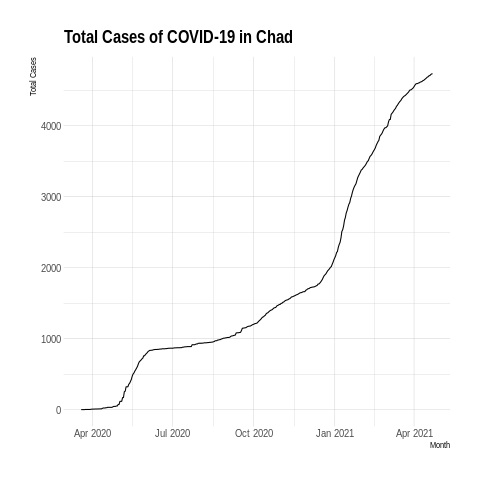 Total Cases of COVID-19 in Chad
Total Cases
4000
3000
2000
1000
0
Apr 2020 Jul 2020 Oct 2020 Jan 2021 Apr 2021
Month